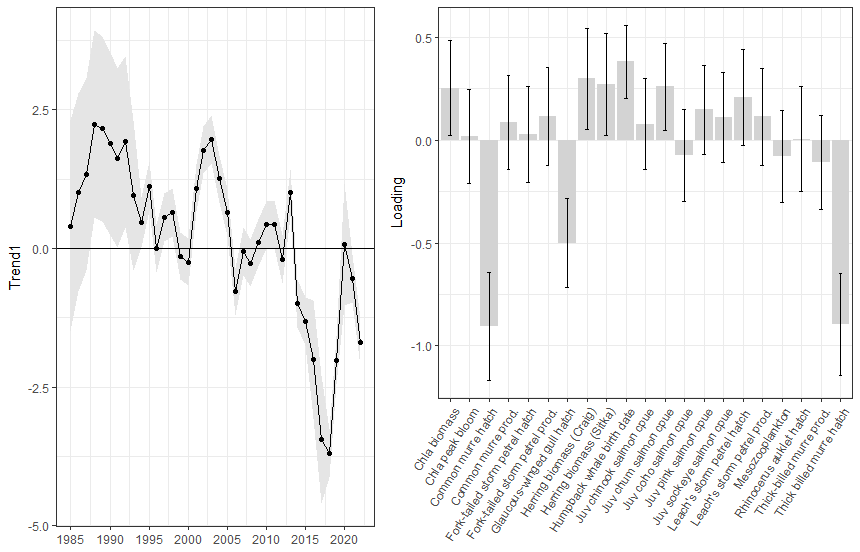 Trend1
2.5
0.0
-2.5
-5.0
1985
1990
1995
2000
2005
2010
2015
2020
Loading
0.5
0.0
-0.5
-1.0
Chla biomass
Chla peak bloom
Common murre hatch
Common murre prod.
Fork-tailed storm petrel hatch
Fork-tailed storm petrel prod.
Glaucous-winged gull hatch
Herring biomass (Craig)
Herring biomass (Sitka)
Humpback whale birth date
Juv chinook salmon cpue
Juv chum salmon cpue
Juv coho salmon cpue
Juv pink salmon cpue
Juv sockeye salmon cpue
Leach's storm petrel hatch
Leach's storm petrel prod.
Mesozooplankton
Rhinocerus auklet hatch
Thick-billed murre prod.
Thick billed murre hatch